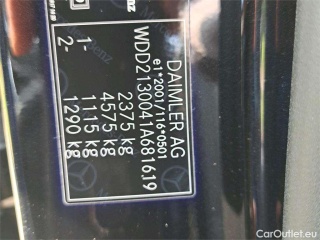 DAIMLER AG
e1*2001/116*0501
WDD2130041A681619
2375 kg
4575 kg
1- 1115 kg
2- 1290 kg
© CarOutlet.eu